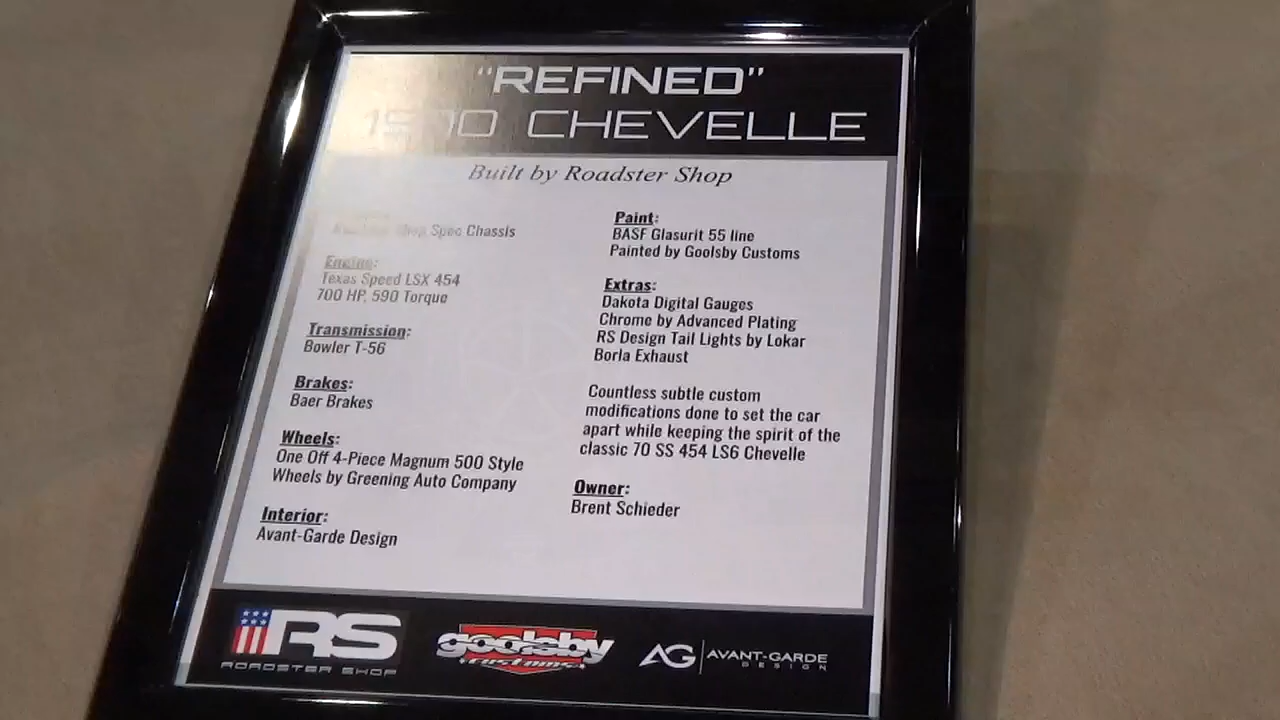 "REFINED"
1970 CHEVELLE
Built by Roadster Shop
Shop Spec Chassis
Engine:
Texas Speed LSX 454
700 HP, 590 Torque
Transmission:
Bowler T-56
Brakes:
Baer Brakes
Wheels:
One Off 4-Piece Magnum 500 Style
Wheels by Greening Auto Company
Interior:
Avant-Garde Design
Paint:
BASF Glasurit 55 line
Painted by Goolsby Customs
Extras:
Dakota Digital Gauges
Chrome by Advanced Plating
RS Design Tail Lights by Lokar
Borla Exhaust
Countless subtle custom
modifications done to set the car
apart while keeping the spirit of the
classic 70 SS 454 LS6 Chevelle
Owner:
Brent Schieder
RS
ROADSTER SHOP
goolsby
customs
AG AVANT-GARDE
DESIGN